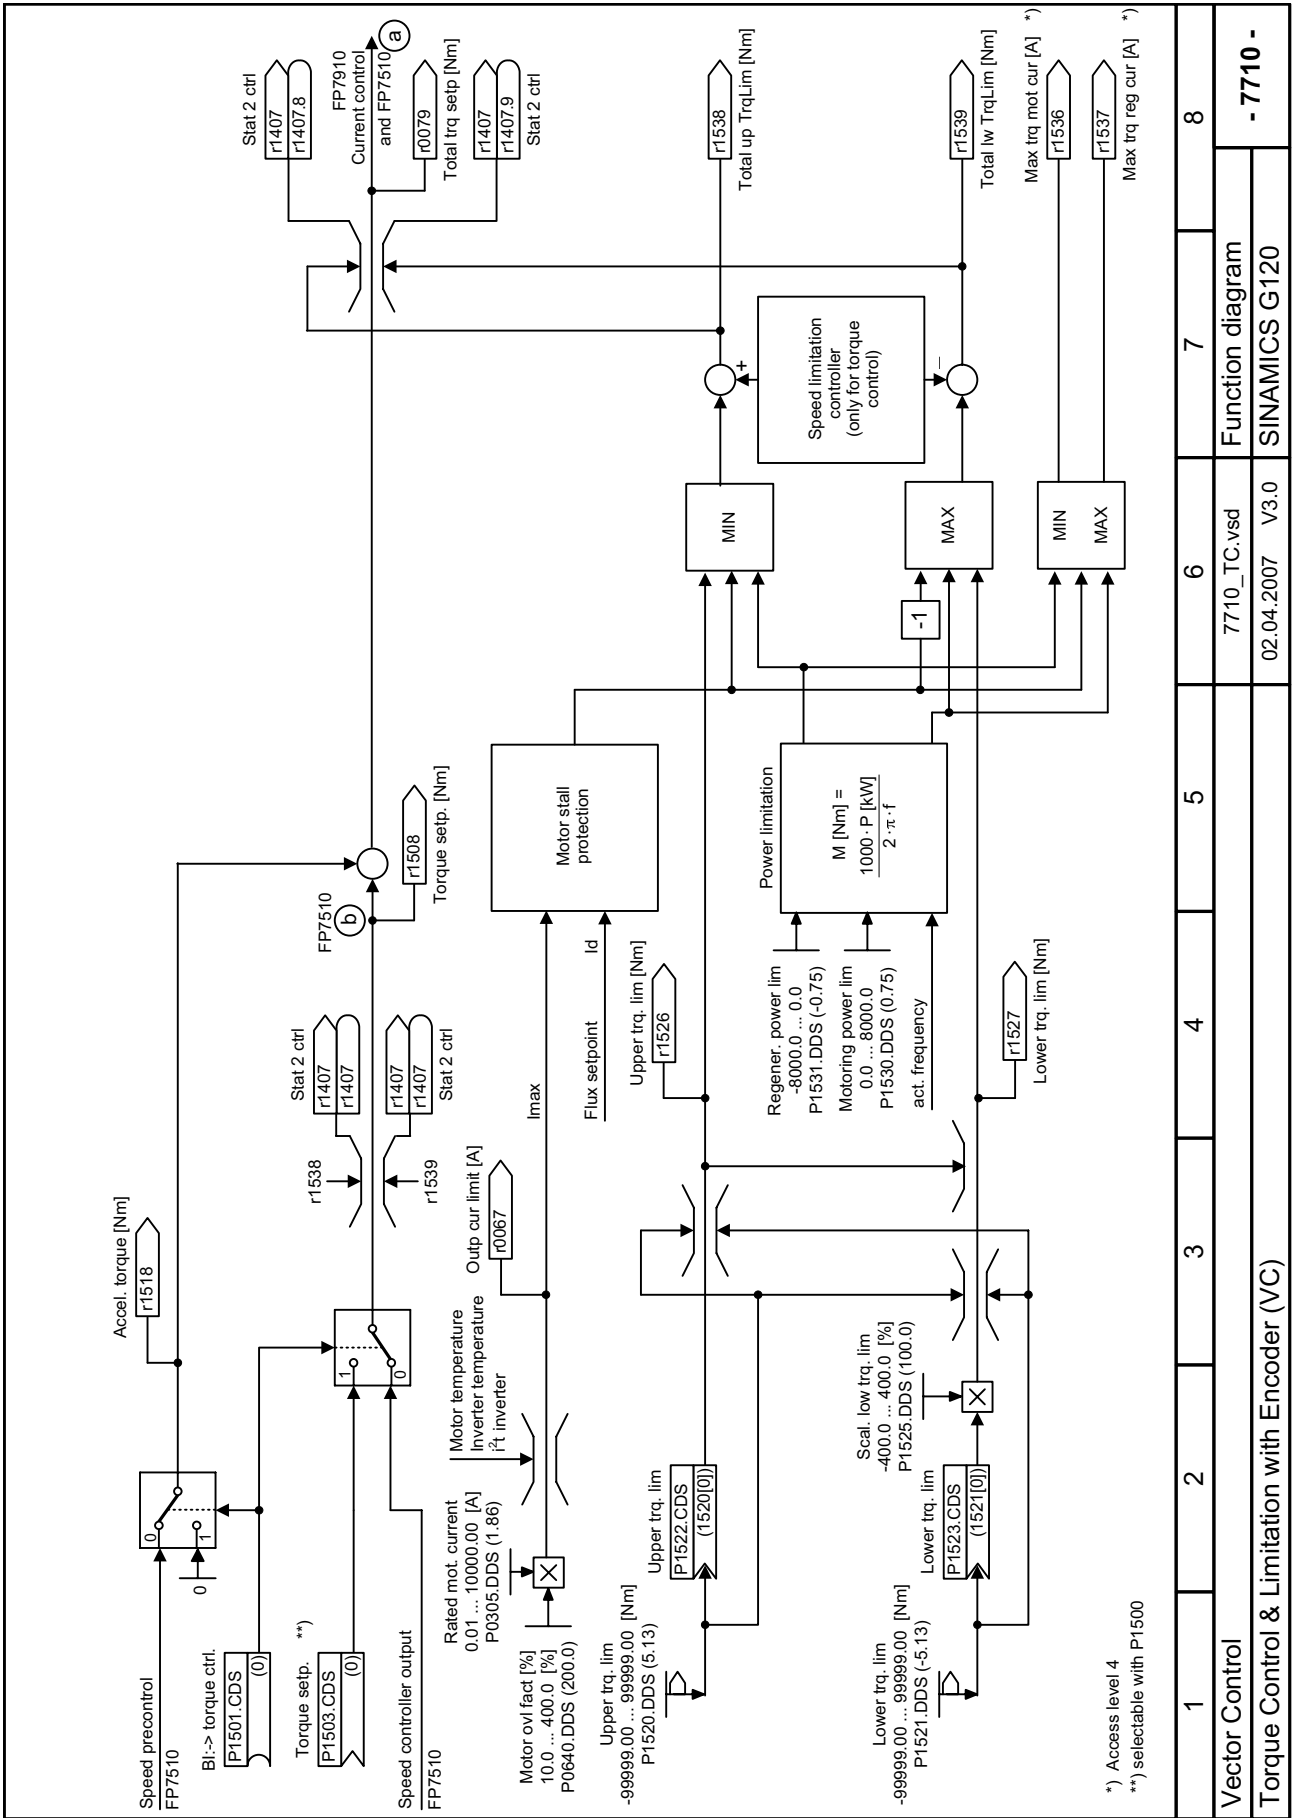 Speed precontrol
FP7510
0
1
0
BI:-> torque ctrl.
P1501.CDS
(0)
Torque setp. **)
P1503.CDS
(0)
Speed controller output
FP7510
1
0
Accel. torque [Nm]
r1518
r1538
r1539
Stat 2 ctrl
r1407
r1407
r1407
r1407
Stat 2 ctrl
FP7510
b
r1508
Torque setp. [Nm]
Stat 2 ctrl
r1407
r1407.8
FP7910
Current control
and FP7510
a
r0079
Total trq setp [Nm]
r1407
r1407.9
Stat 2 ctrl
Motor ovl fact [%]
10.0 ... 400.0 [%]
P0640.DDS (200.0)
Rated mot. current
0.01 ... 10000.00 [A]
P0305.DDS (1.86)
X
Motor temperature
Inverter temperature
i²t inverter
Outp cur limit [A]
r0067
Imax
Flux setpoint
Id
Motor stall
protection
Upper trq. lim
-99999.00 ... 99999.00 [Nm]
P1520.DDS (5.13)
Upper trq. lim
P1522.CDS
(1520[0])
Upper trq. lim [Nm]
r1526
Regener. power lim
-8000.0 ... 0.0
P1531.DDS (-0.75)
Motoring power lim
0.0 ... 8000.0
P1530.DDS (0.75)
act. frequency
Power limitation
M [Nm] =
1000 · P [kW]
2 · π · f
MIN
+
r1538
Total up TrqLim [Nm]
Speed limitation
controller
(only for torque
control)
Lower trq. lim
-99999.00 ... 99999.00 [Nm]
P1521.DDS (-5.13)
Lower trq. lim
P1523.CDS
(1521[0])
Scal. low trq. lim
-400.0 ... 400.0 [%]
P1525.DDS (100.0)
X
r1527
Lower trq. lim [Nm]
-1
MAX
–
r1539
Total lw TrqLim [Nm]
MIN
MAX
Max trq mot cur [A] *)
r1536
r1537
Max trq reg cur [A] *)
*) Access level 4
**) selectable with P1500
1
2
3
4
5
6
7
8
Vector Control
7710_TC.vsd
Function diagram
- 7710 -
Torque Control & Limitation with Encoder (VC)
02.04.2007 V3.0
SINAMICS G120